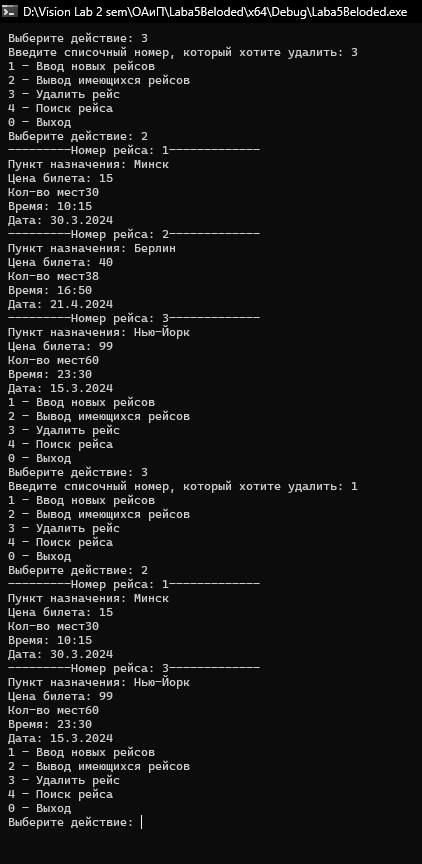 D:\Vision Lab 2 sem\ОАиП\Laba5Beloded\x64\Debug\Laba5Beloded.exe
Выберите действие: 3
Введите списочный номер, который хотите удалить: 3
1 - Ввод новых рейсов
2 - Вывод имеющихся рейсов
3 - Удалить рейс
4 - Поиск рейса
0 - Выход
Выберите действие: 2
---------Номер рейса: 1-------------
Пункт назначения: Минск
Цена билета: 15
Кол-во мест30
Время: 10:15
Дата: 30.3.2024
---------Номер рейса: 2-------------
Пункт назначения: Берлин
Цена билета: 40
Кол-во мест38
Время: 16:50
Дата: 21.4.2024
---------Номер рейса: 3-------------
Пункт назначения: Нью-Йорк
Цена билета: 99
Кол-во мест60
Время: 23:30
Дата: 15.3.2024
1 - Ввод новых рейсов
2 - Вывод имеющихся рейсов
3 - Удалить рейс
4 - Поиск рейса
0 - Выход
Выберите действие: 3
Введите списочный номер, который хотите удалить: 1
1 - Ввод новых рейсов
2 - Вывод имеющихся рейсов
3 - Удалить рейс
4 - Поиск рейса
0 - Выход
Выберите действие: 2
---------Номер рейса: 1-------------
Пункт назначения: Минск
Цена билета: 15
Кол-во мест30
Время: 10:15
Дата: 30.3.2024
---------Номер рейса: 3-------------
Пункт назначения: Нью-Йорк
Цена билета: 99
Кол-во мест60
Время: 23:30
Дата: 15.3.2024
1 - Ввод новых рейсов
2 - Вывод имеющихся рейсов
3 - Удалить рейс
4 - Поиск рейса
0 - Выход
Выберите действие: